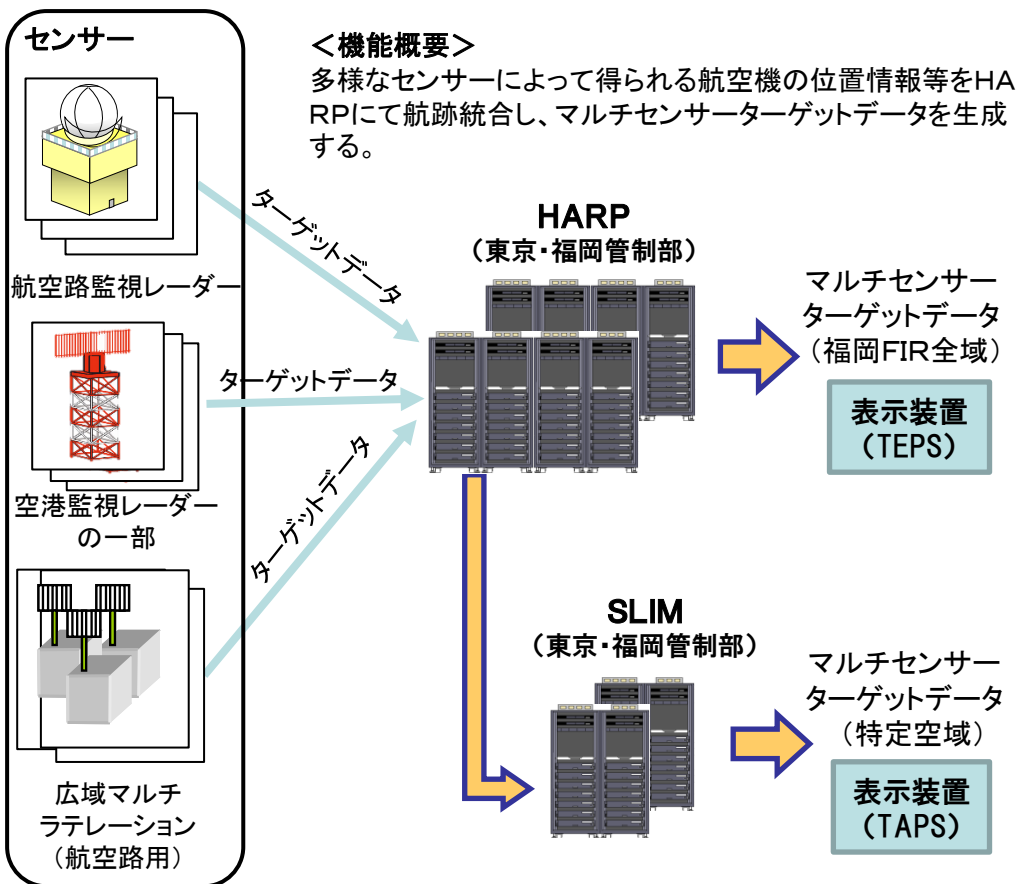 センサー
航空路監視レーダー
空港監視レーダー
の一部
広域マルチ
ラテレーション
（航空路用）
＜機能概要＞
多様なセンサーによって得られる航空機の位置情報等をHA
RPにて航跡統合し、マルチセンサーターゲットデータを生成
する。
ターゲットデータ
ターゲットデータ
ターゲットデータ
HARP
（東京・福岡管制部）
マルチセンサー
ターゲットデータ
（福岡FIR全域）
表示装置
（TEPS）
SLIM
（東京・福岡管制部）
マルチセンサー
ターゲットデータ
（特定空域）
表示装置
（TAPS）